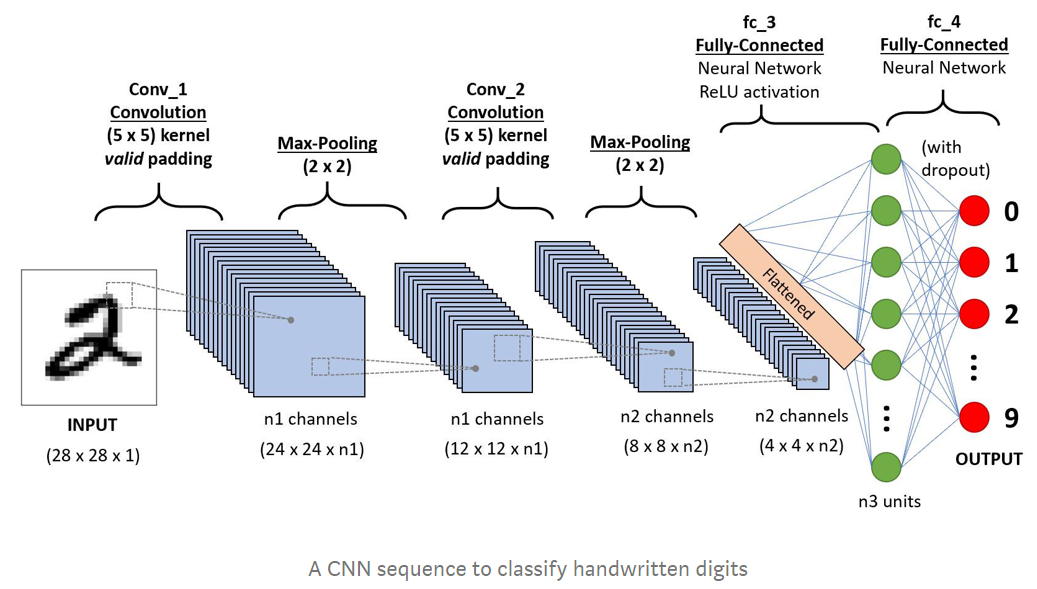 Conv_1
Convolution
(5 x 5) kernel
valid padding
Max-Pooling
(2 x 2)
Conv_2
Convolution
(5 x 5) kernel
valid padding
Max-Pooling
(2 x 2)
fc_3
Fully-Connected
Neural Network
ReLU activation
fc_4
Fully-Connected
Neural Network
(with
dropout)
2
INPUT
(28 x 28 x 1)
n1 channels
(24 x 24 x n1)
n1 channels
(12 x 12 x n1)
n2 channels
(8 x 8 x n2)
n2 channels
(4 x 4 x n2)
Flattened
n3 units
0
1
2
9
OUTPUT
A CNN sequence to classify handwritten digits